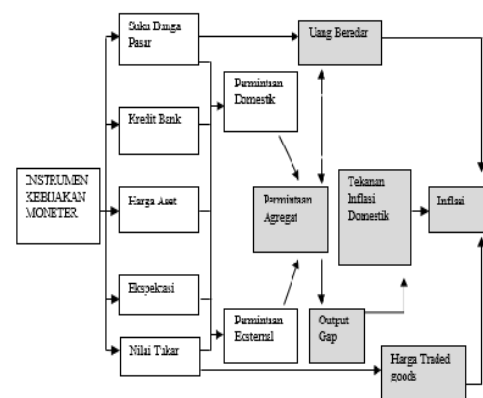 Suku Bunga
Pasar
Uang Beredar
Permintaan
Domestik
Kredit Bank
INSTRUMEN
KEBIJAKAN
MONETER
Harga Aset
Permintaan
Agregat
Tekanan
Inflasi
Domestik
Inflasi
Ekspektasi
Permintaan
Eksternal
Output
Gap
Nilai Tukar
Harga Traded
goods